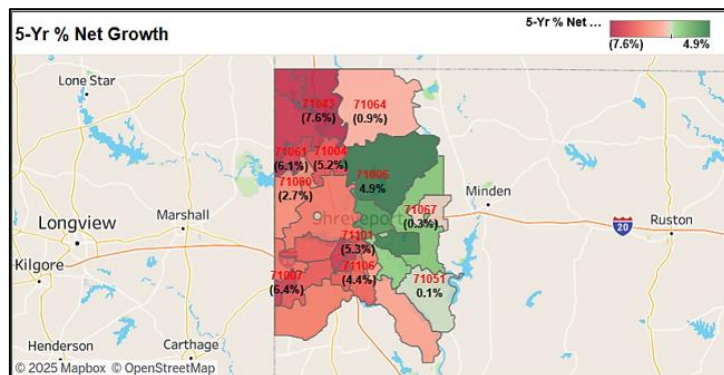 5-Yr % Net Growth
5-Yr % Net ...
(7.6%)
4.9%
Lone Star
71043
(7.6%)
71064
(0.9%)
71061
(6.1%)
71004
(5.2%)
71060
(2.7%)
71006
4.9%
Minden
Longview
Marshall
71067
(0.3%)
Shreveport
20
Ruston
71101
(5.3%)
Kilgore
71007
(6.4%)
71106
(4.4%)
71051
0.1%
Henderson
Carthage
© 2025 Mapbox © OpenStreetMap